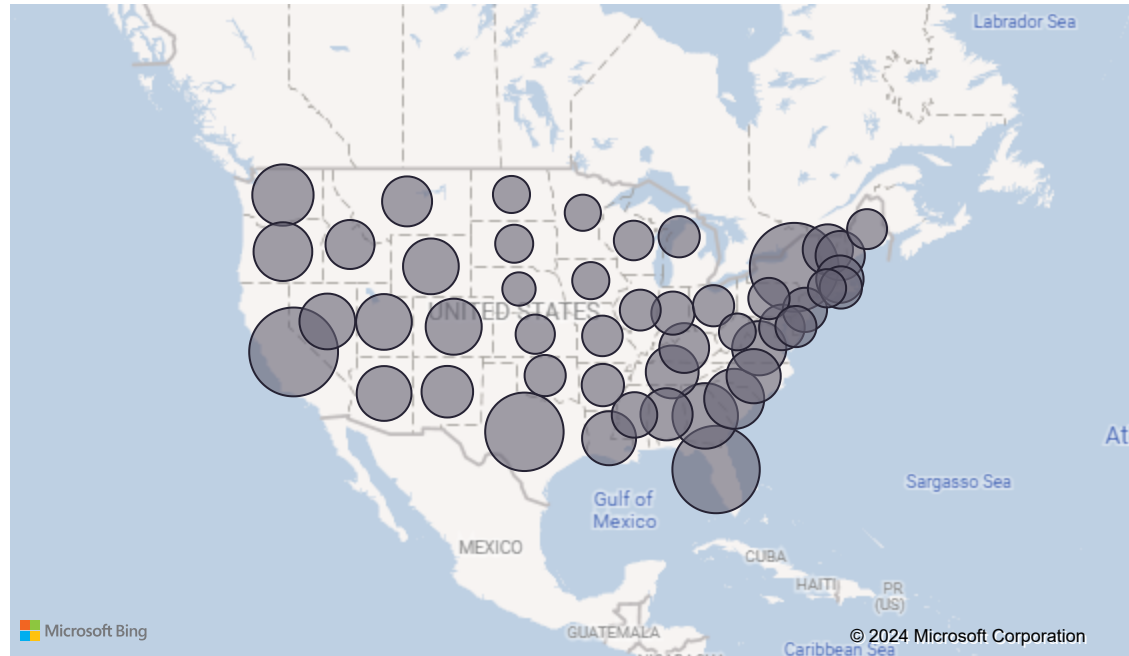 Labrador Sea
UNITED STATES
At
Sargasso Sea
Gulf of
Mexico
MEXICO
CUBA
HAITI
PR
(US)
GUATEMALA
Microsoft Bing
© 2024 Microsoft Corporation
Caribbean Sea